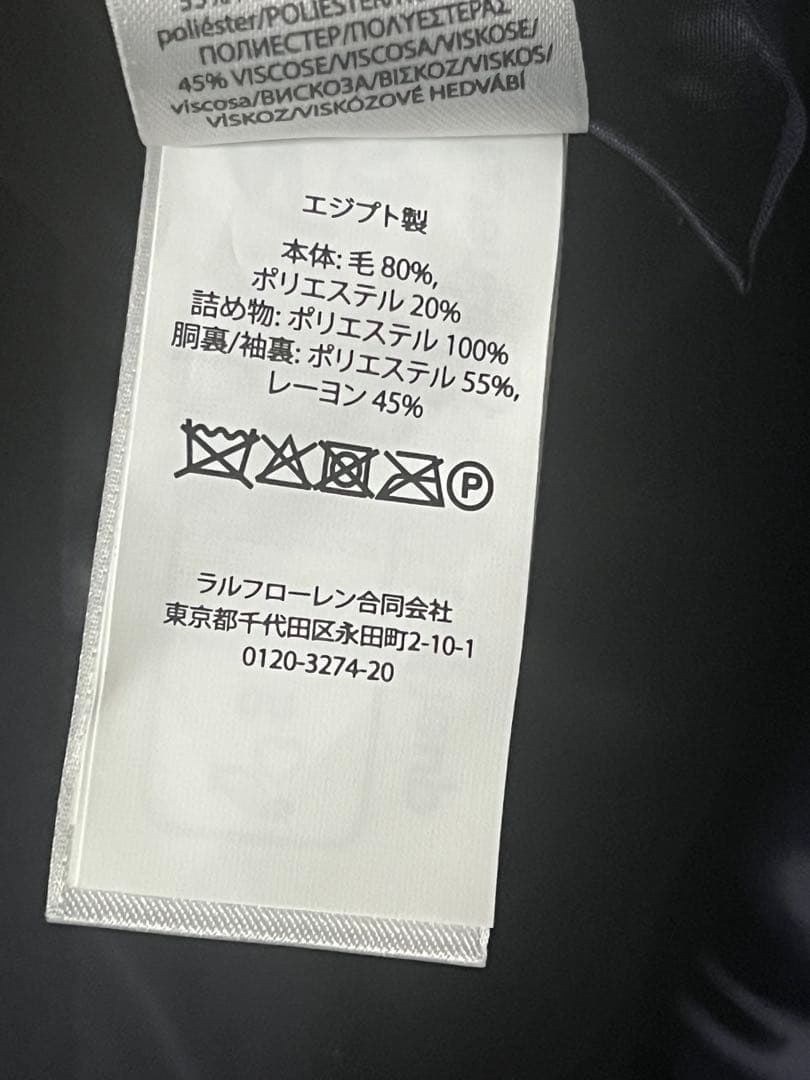 poliéster/POLIESTER/
ПОЛИЕСТЕР/ΠΟΛΥΕΣΤΕΡΑΣ
45% VISCOSE/VISCOSA/VISKOSE/
viscosa/ВИСКОЗА/ΒΙΣΚΟΖ/VISKOS/
VİSKOZ/VISKÓZOVÉ HEDVÁBÍ
エジプト製
本体: 毛 80%,
ポリエステル 20%
詰め物: ポリエステル 100%
胴裏/袖裏: ポリエステル 55%,
レーヨン 45%
P
ラルフローレン合同会社
東京都千代田区永田町2-10-1
0120-3274-20